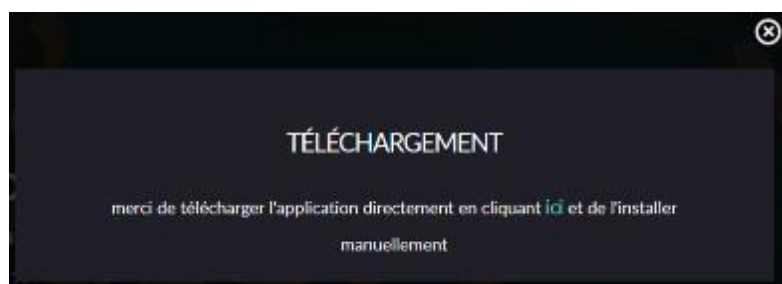 TÉLÉCHARGEMENT
merci de télécharger l'application directement en cliquant ici et de l'installer
manuellement